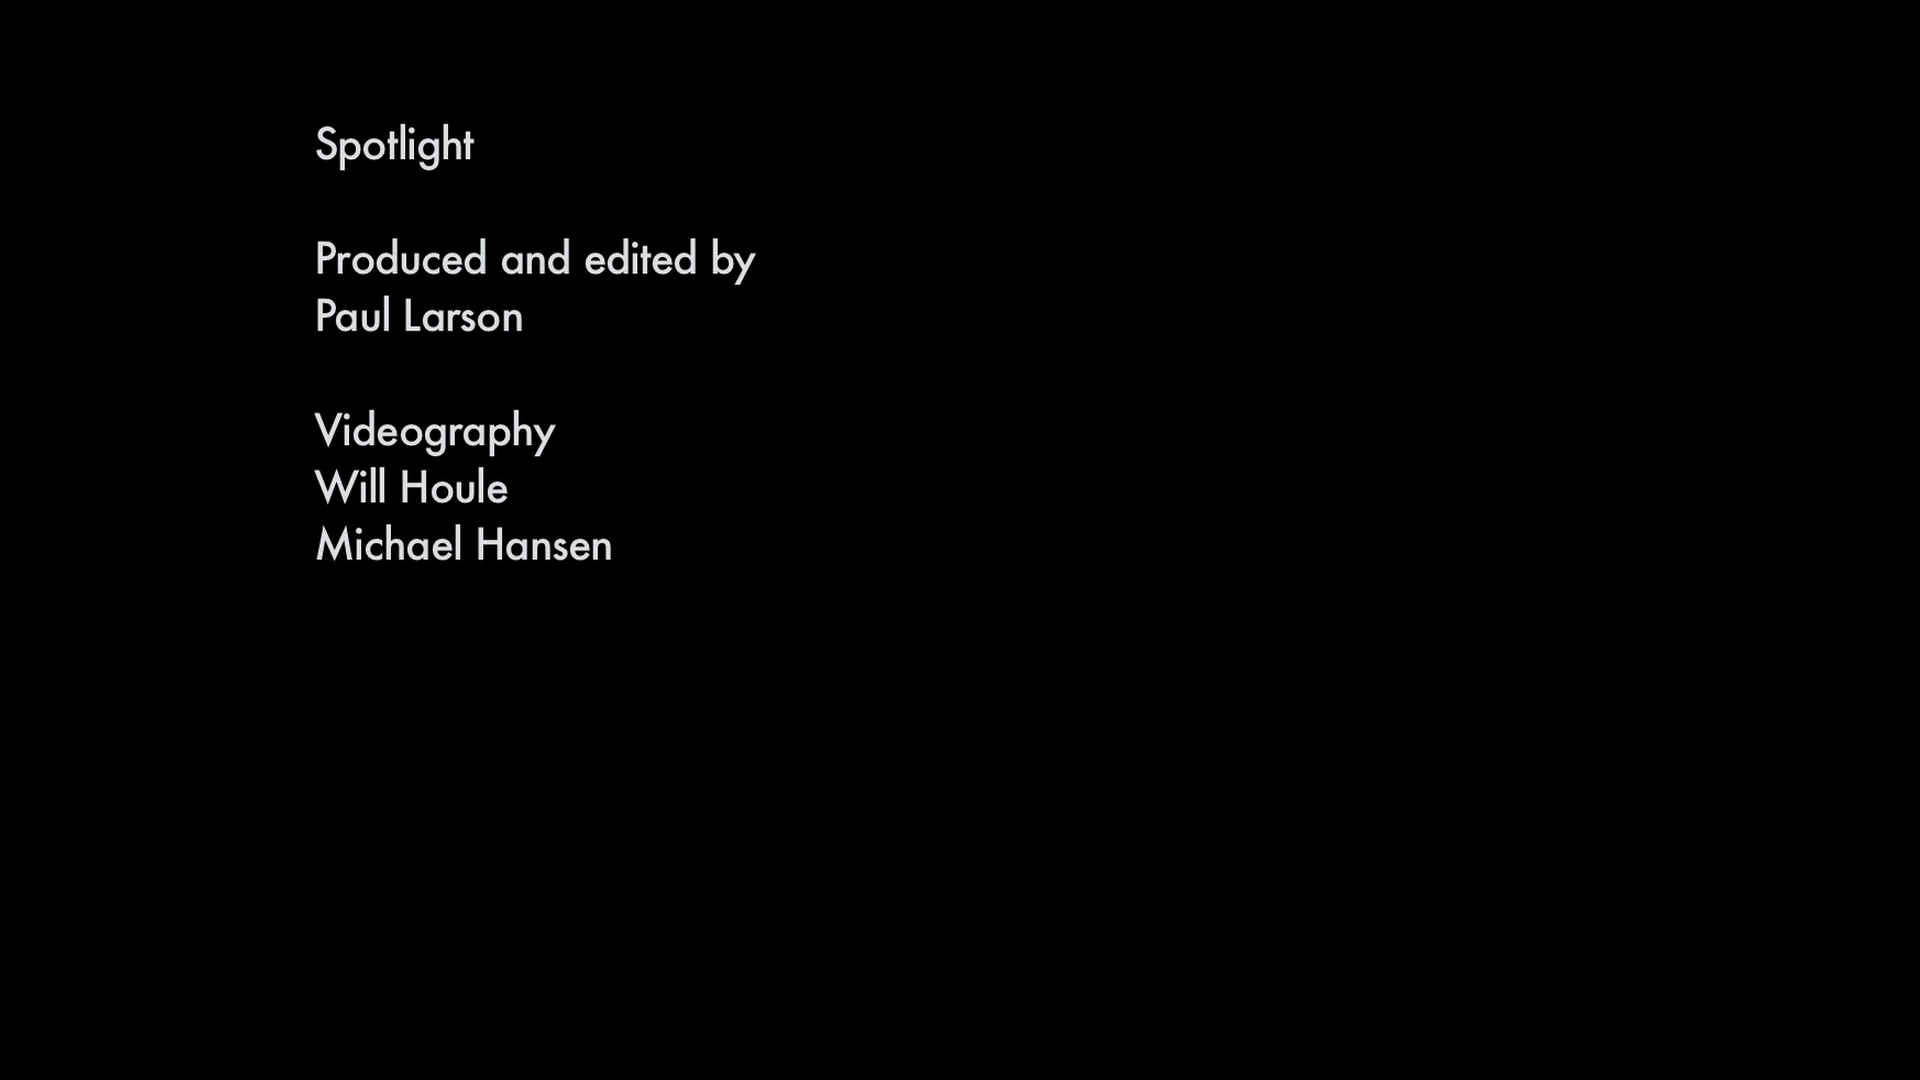 Spotlight
Produced and edited by
Paul Larson
Videography
Will Houle
Michael Hansen